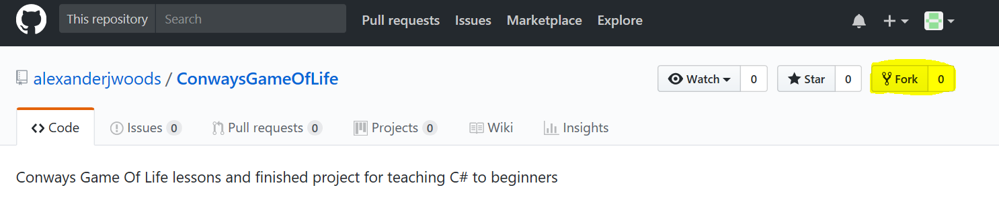 This repository Search Pull requests Issues Marketplace Explore
alexanderjwoods / ConwaysGameOfLife Watch 0 Star 0 Fork 0
Code Issues 0 Pull requests 0 Projects 0 Wiki Insights
Conways Game Of Life lessons and finished project for teaching C# to beginners